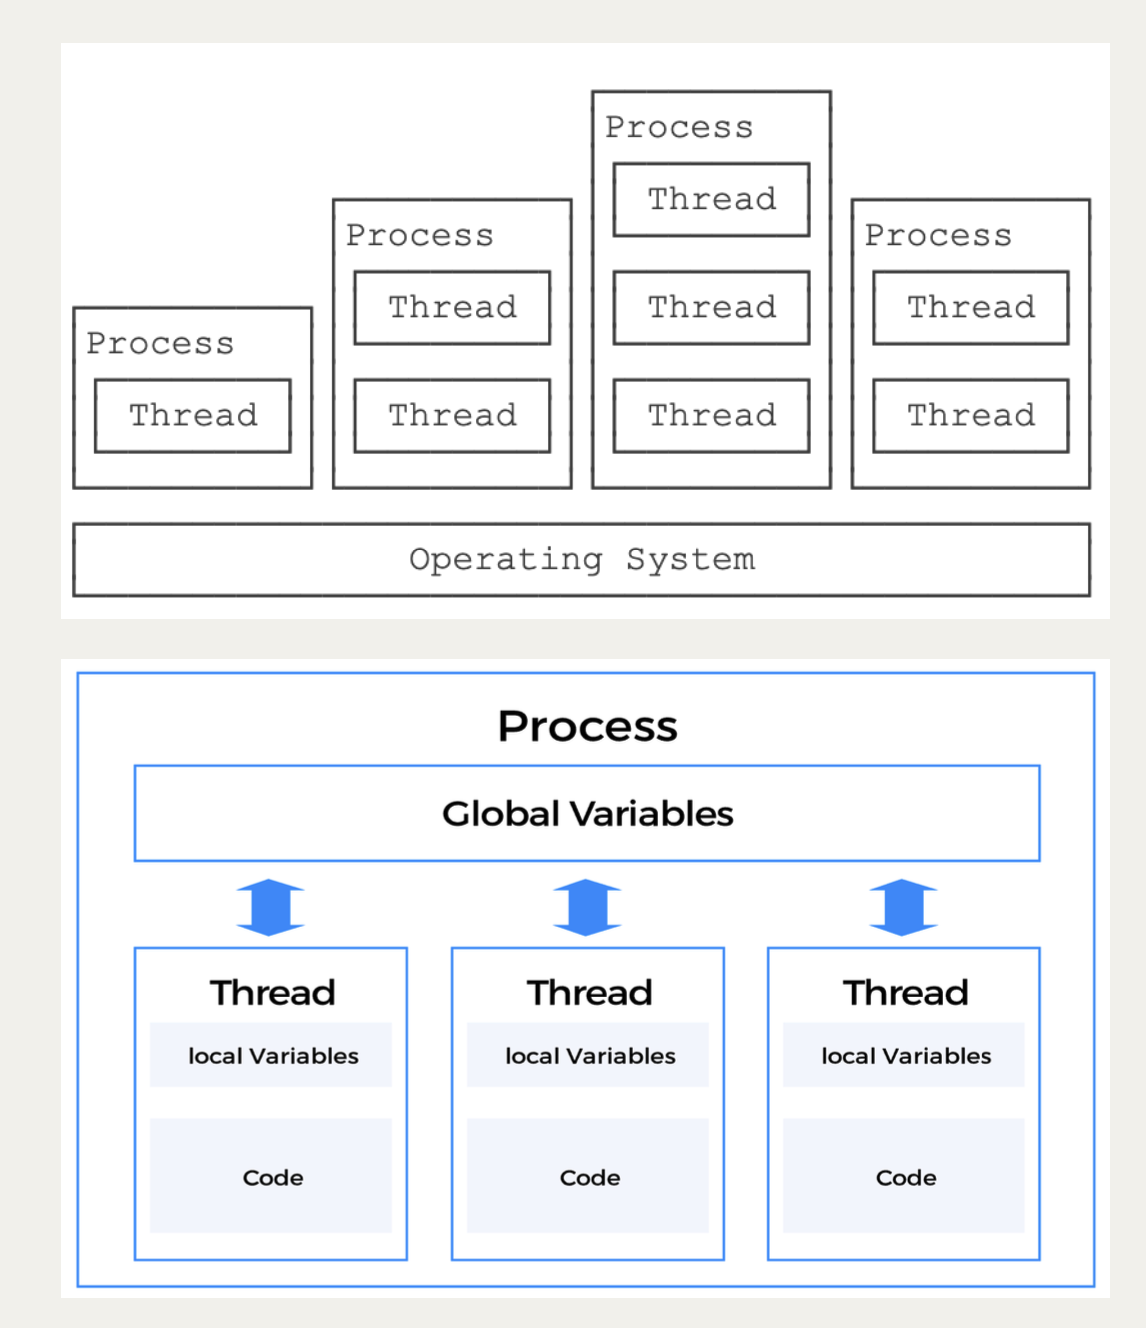 Process
Thread
Process
Process
Thread
Thread
Thread
Process
Thread
Thread
Thread
Thread
Operating System
Process
Global Variables
Thread
Thread
Thread
local Variables
local Variables
local Variables
Code
Code
Code